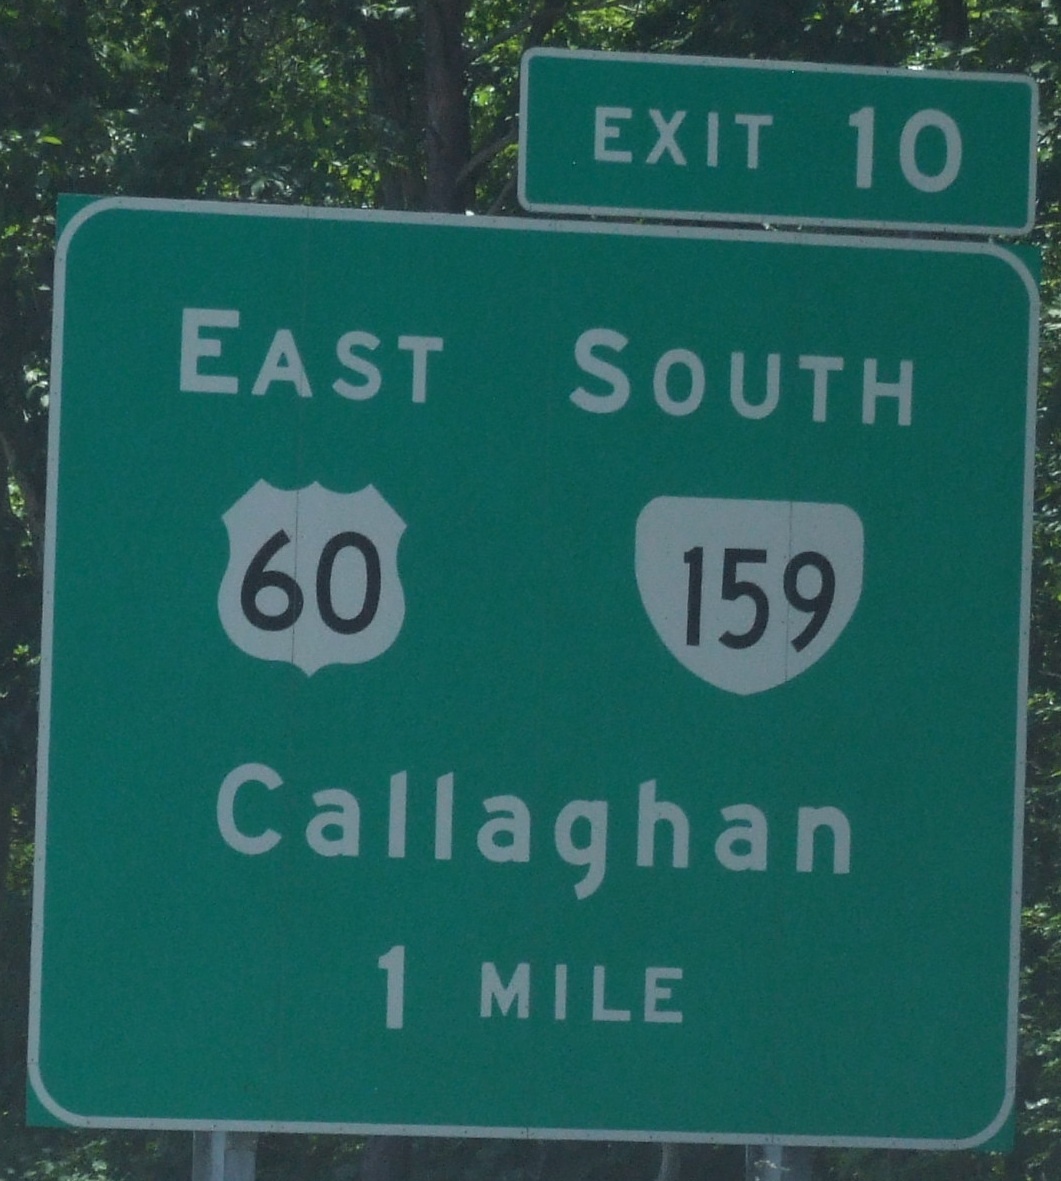 EXIT 10
EAST SOUTH
60 159
Callaghan
1 MILE